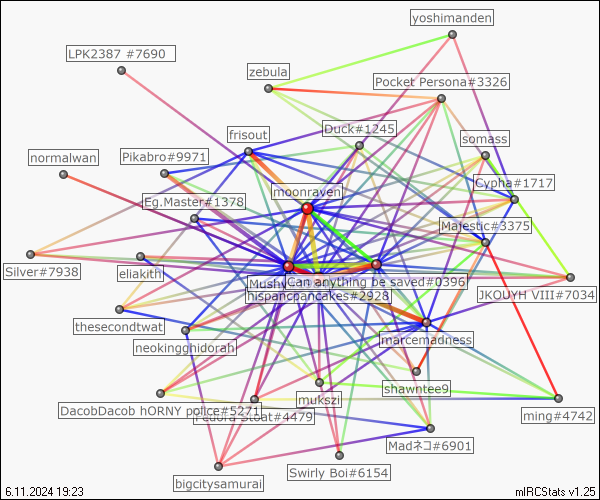 yoshimanden
LPK2387 #7690
zebula
Pocket Persona#3326
Duck#1245
frisout
somass
normalwan
Pikabro#9971
Cypha#1717
moonraven
Eg.Master#1378
Majestic#3375
Silver#7938
eliakith
Mushy
Can anything be saved#0396
hispanopancakes#2928
JKOUYH VIII#7034
thesecondtwat
marcemadness
neokingghidorah
shawntee9
mukszi
DacobDacob hORNY police#5271
Fedora Stoat#4479
ming#4742
Madネコ#6901
Swirly Boi#6154
bigcitysamurai
6.11.2024 19:23
mIRCStats v1.25